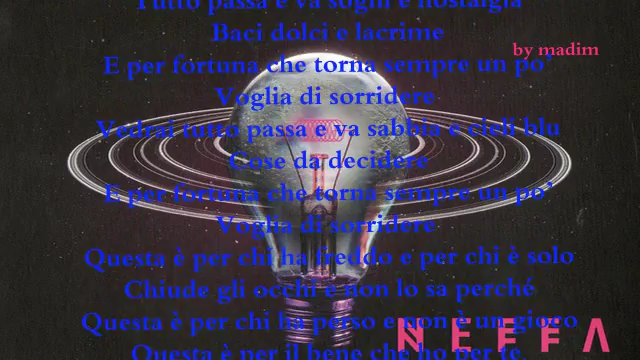 Tutto passa e va sogni e nostalgia
Baci dolci e lacrime
by madim
E per fortuna che torna sempre un po'
Voglia di sorridere
Vedrai tutto passa e va sabbia e cieli blu
Cose da decidere
E per fortuna che torna sempre un po'
Voglia di sorridere
Questa è per chi ha freddo e per chi è solo
Chiude gli occhi e non lo sa perché
Questa è per chi ha perso e non è un gioco
NEFFA
Questa è per il bene che ho per te